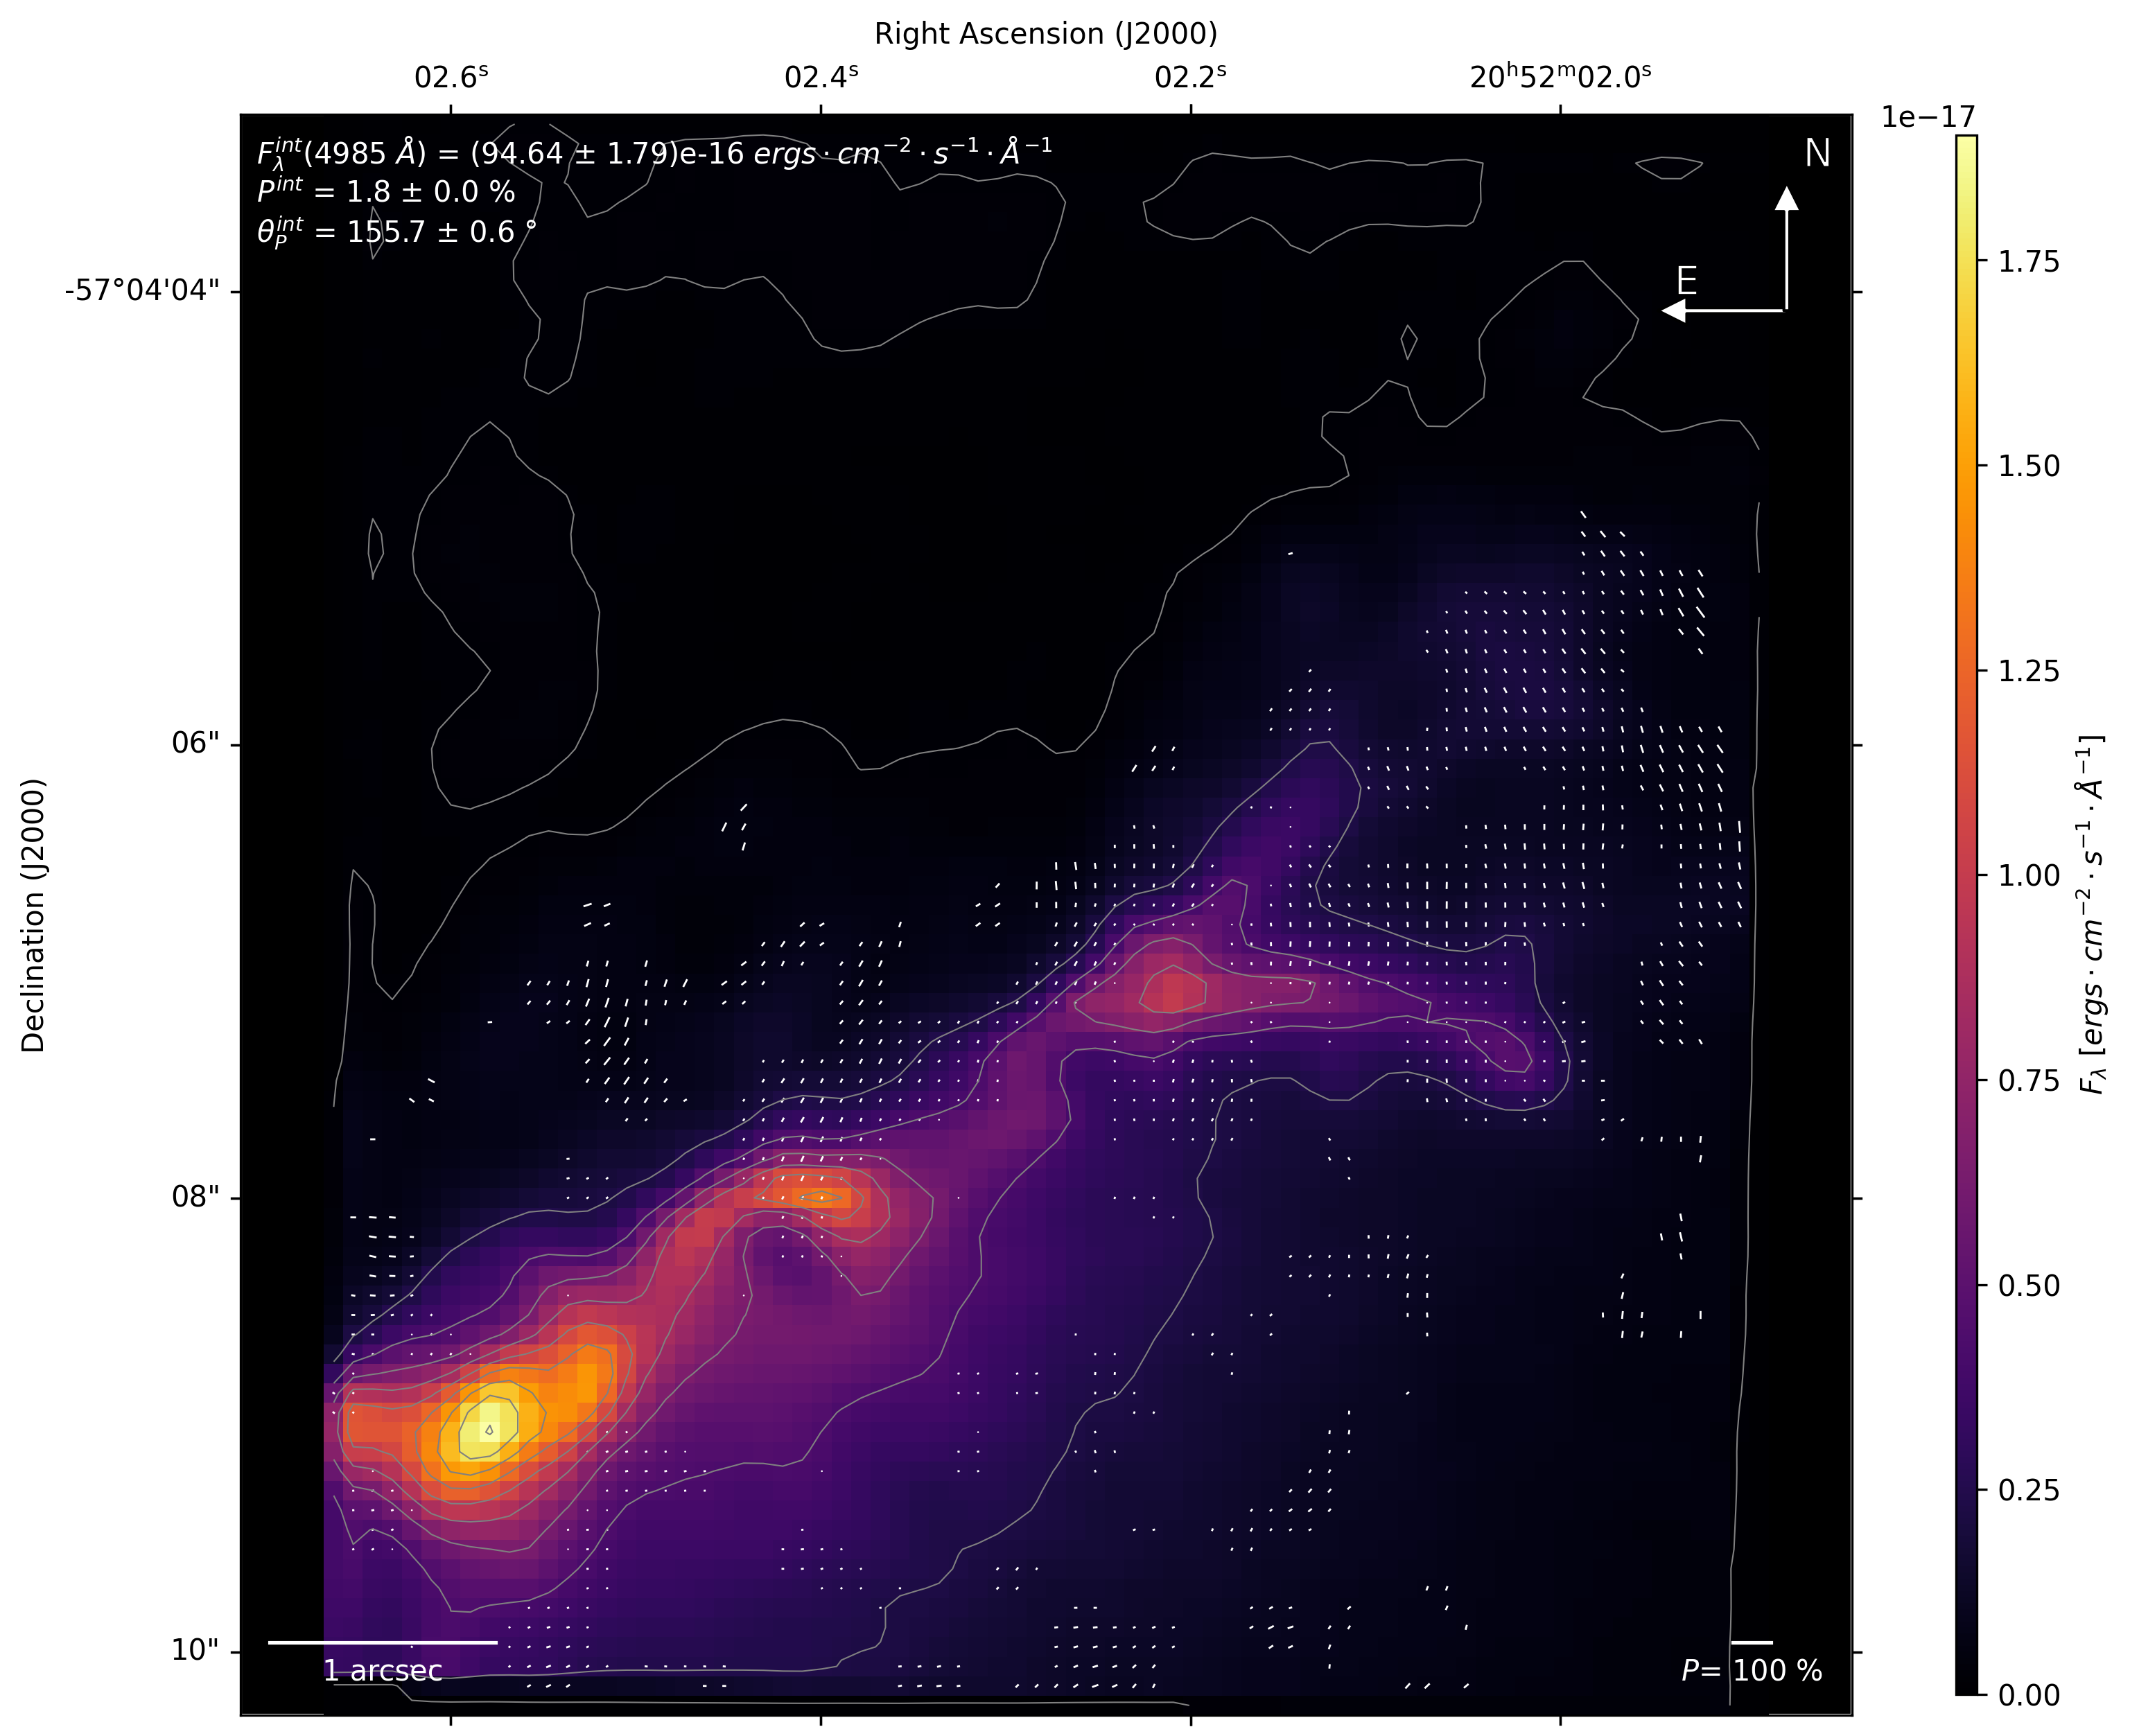 Right Ascension (J2000)
02.6ˢ 02.4ˢ 02.2ˢ 20ʰ52ᵐ02.0ˢ
1e−17
F_λ^int(4985 Å) = (94.64 ± 1.79)e-16 ergs · cm⁻² · s⁻¹ · Å⁻¹
P^int = 1.8 ± 0.0 %
θ_P^int = 155.7 ± 0.6 °
N
E
-57°04'04"
06"
08"
10"
Declination (J2000)
1 arcsec
P= 100 %
1.75
1.50
1.25
1.00
0.75
0.50
0.25
0.00
F_λ [ergs · cm⁻² · s⁻¹ · Å⁻¹]